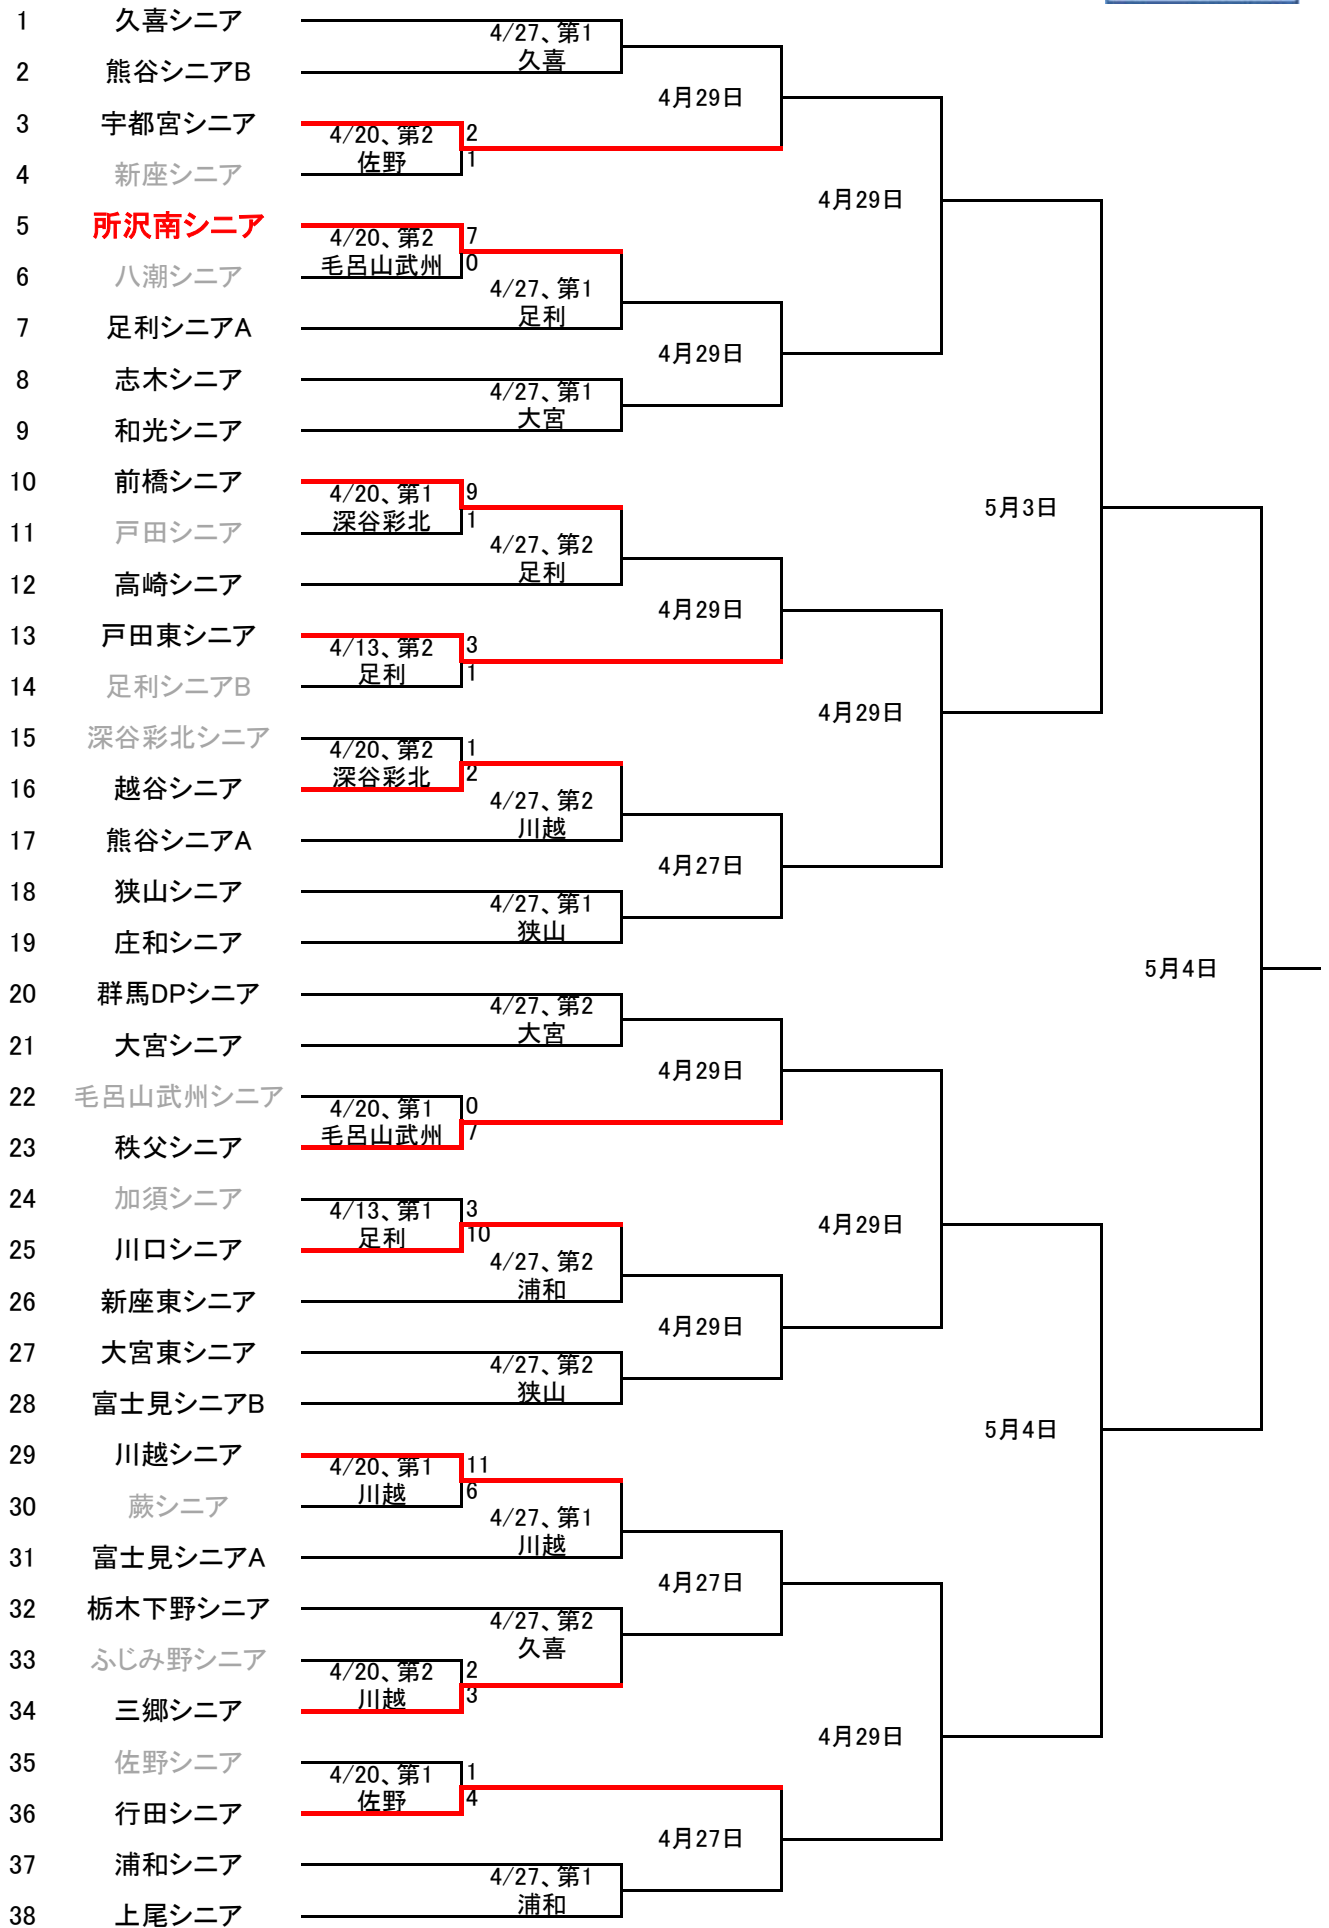 1 久喜シニア
4/27、第1
久喜
2 熊谷シニアB
4月29日
3 宇都宮シニア
4/20、第2 2
佐野 1
4 新座シニア
4月29日
5 所沢南シニア
4/20、第2 7
毛呂山武州 0
6 八潮シニア
4/27、第1
足利
7 足利シニアA
4月29日
8 志木シニア
4/27、第1
大宮
9 和光シニア
10 前橋シニア
4/20、第1 9
深谷彩北 1
5月3日
11 戸田シニア
4/27、第2
足利
12 高崎シニア
4月29日
13 戸田東シニア
4/13、第2 3
足利 1
14 足利シニアB
4月29日
15 深谷彩北シニア
4/20、第2 1
深谷彩北 2
16 越谷シニア
4/27、第2
川越
17 熊谷シニアA
4月27日
18 狭山シニア
4/27、第1
狭山
19 庄和シニア
5月4日
20 群馬DPシニア
4/27、第2
大宮
21 大宮シニア
4月29日
22 毛呂山武州シニア
4/20、第1 0
毛呂山武州 7
23 秩父シニア
24 加須シニア
4/13、第1 3
足利 10
4月29日
25 川口シニア
4/27、第2
浦和
26 新座東シニア
4月29日
27 大宮東シニア
4/27、第2
狭山
28 富士見シニアB
5月4日
29 川越シニア
4/20、第1 11
川越 6
30 蕨シニア
4/27、第1
川越
31 富士見シニアA
4月27日
32 栃木下野シニア
4/27、第2
久喜
33 ふじみ野シニア
4/20、第2 2
川越 3
34 三郷シニア
4月29日
35 佐野シニア
4/20、第1 1
佐野 4
36 行田シニア
4月27日
37 浦和シニア
4/27、第1
浦和
38 上尾シニア